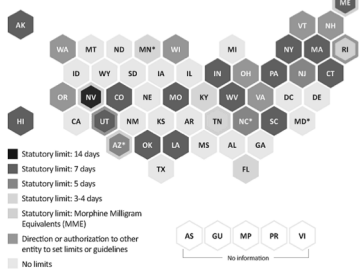 ME
AK VT NH
WA MT ND MN* WI MI NY MA RI
ID WY SD IA IL IN OH PA NJ CT
OR NV CO NE MO KY WV VA DC DE
HI CA UT NM KS AR TN NC* SC MD*
AZ* OK LA MS AL GA
TX FL
Statutory limit: 14 days
Statutory limit: 7 days
Statutory limit: 5 days
Statutory limit: 3-4 days
Statutory limit: Morphine Milligram
Equivalents (MME)
Direction or authorization to other
entity to set limits or guidelines
No limits
AS GU MP PR VI
No information